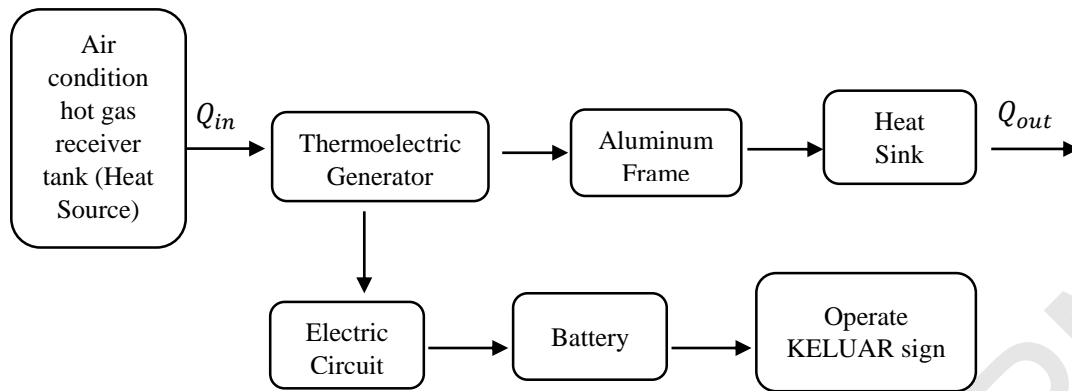 Air
condition
hot gas
receiver
tank (Heat
Source)
Q_in
Thermoelectric
Generator
Aluminum
Frame
Heat
Sink
Q_out
Electric
Circuit
Battery
Operate
KELUAR sign